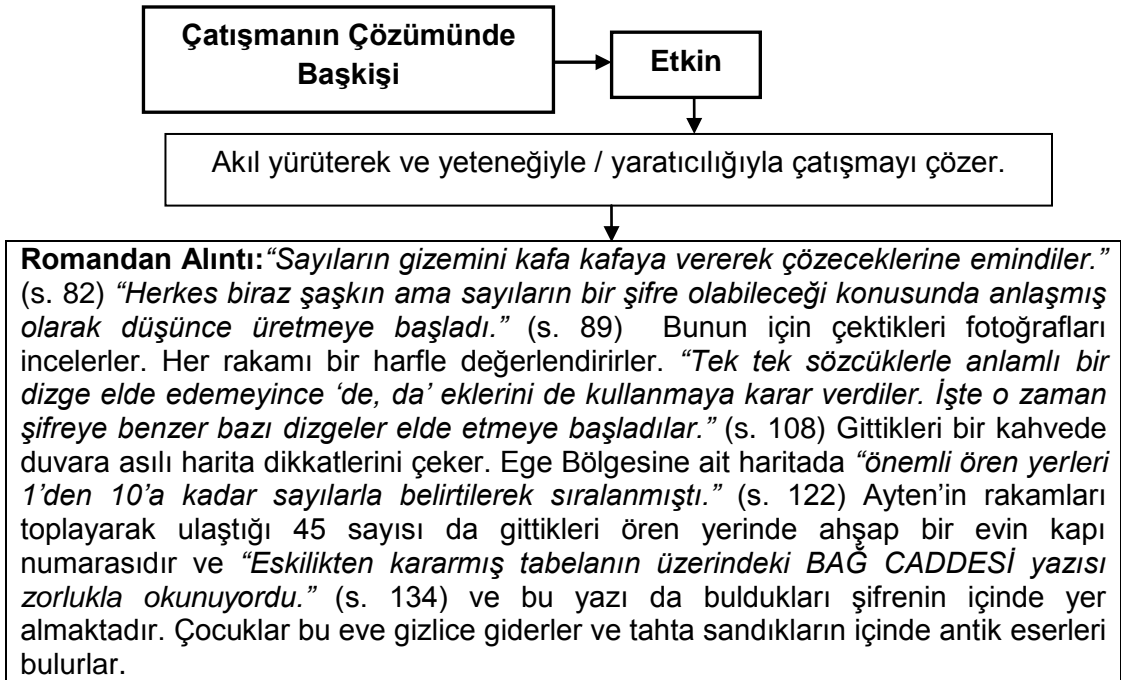 Çatışmanın Çözümünde
Başkişi
Etkin
Akıl yürüterek ve yeteneğiyle / yaratıcılığıyla çatışmayı çözer.
Romandan Alıntı:“Sayıların gizemini kafa kafaya vererek çözeceklerine emindiler.”
(s. 82) “Herkes biraz şaşkın ama sayıların bir şifre olabileceği konusunda anlaşmış
olarak düşünce üretmeye başladı.” (s. 89) Bunun için çektikleri fotoğrafları
incelerler. Her rakamı bir harfle değerlendirirler. “Tek tek sözcüklerle anlamlı bir
dizge elde edemeyince ‘de, da’ eklerini de kullanmaya karar verdiler. İşte o zaman
şifreye benzer bazı dizgeler elde etmeye başladılar.” (s. 108) Gittikleri bir kahvede
duvara asılı harita dikkatlerini çeker. Ege Bölgesine ait haritada “önemli ören yerleri
1’den 10’a kadar sayılarla belirtilerek sıralanmıştı.” (s. 122) Ayten’in rakamları
toplayarak ulaştığı 45 sayısı da gittikleri ören yerinde ahşap bir evin kapı
numarasıdır ve “Eskilikten kararmış tabelanın üzerindeki BAĞ CADDESİ yazısı
zorlukla okunuyordu.” (s. 134) ve bu yazı da buldukları şifrenin içinde yer
almaktadır. Çocuklar bu eve gizlice giderler ve tahta sandıkların içinde antik eserleri
bulurlar.